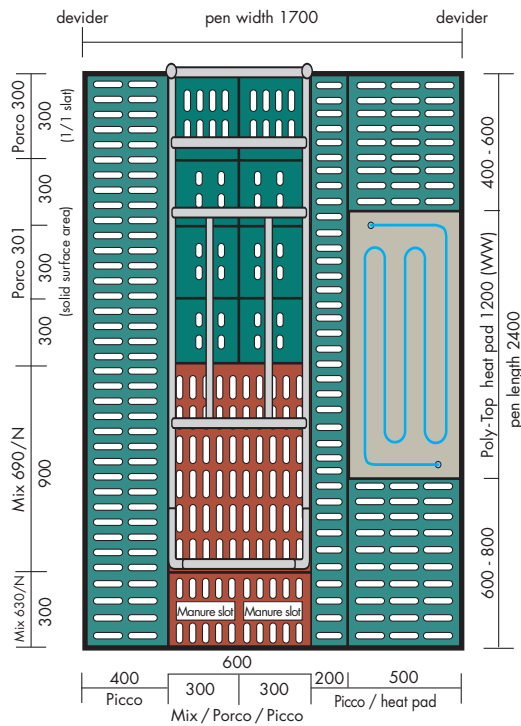 devider
pen width 1700
devider
Porco 300
300
(1/1 slat)
300
Porco 301
300
(solid surface area)
300
Mix 690/N
900
Mix 630/N
300
400 - 600
Poly-Top heat pad 1200 (WW)
pen length 2400
600 - 800
Manure slot
Manure slot
600
400
200
500
300
300
Picco
Picco / heat pad
Mix / Porco / Picco